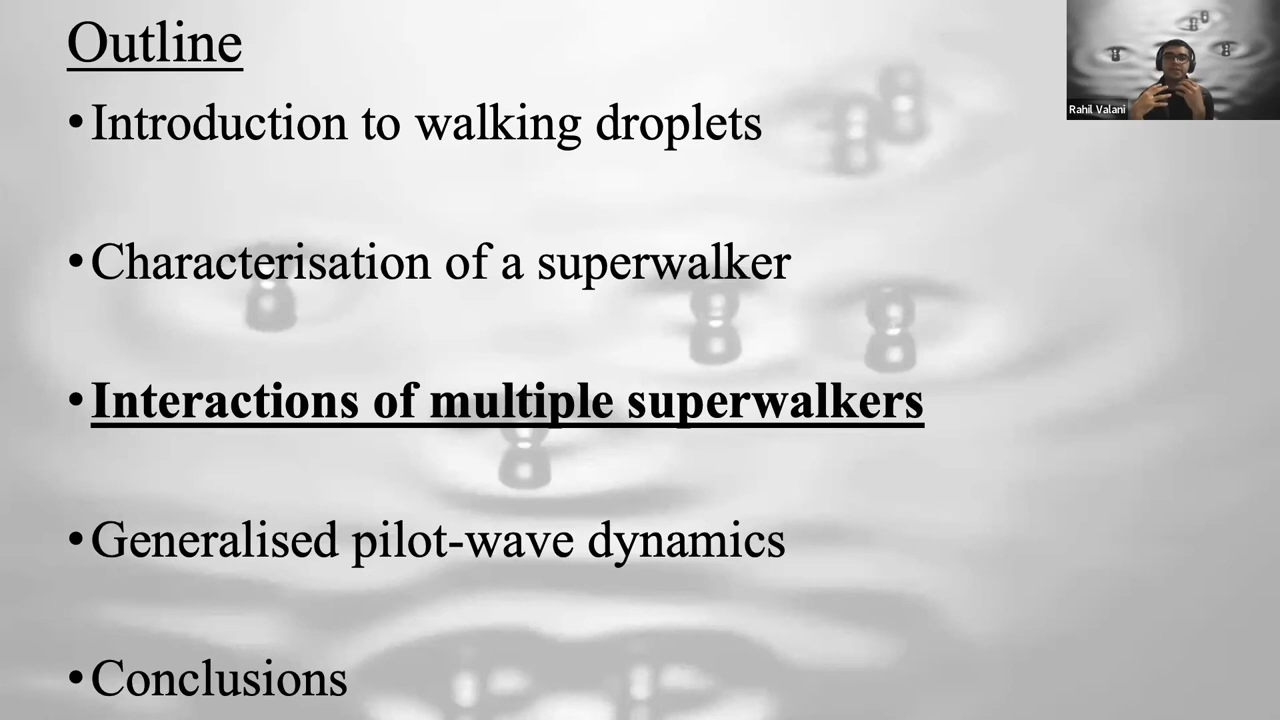 Outline
• Introduction to walking droplets
• Characterisation of a superwalker
• Interactions of multiple superwalkers
• Generalised pilot-wave dynamics
• Conclusions
Rahil Valani